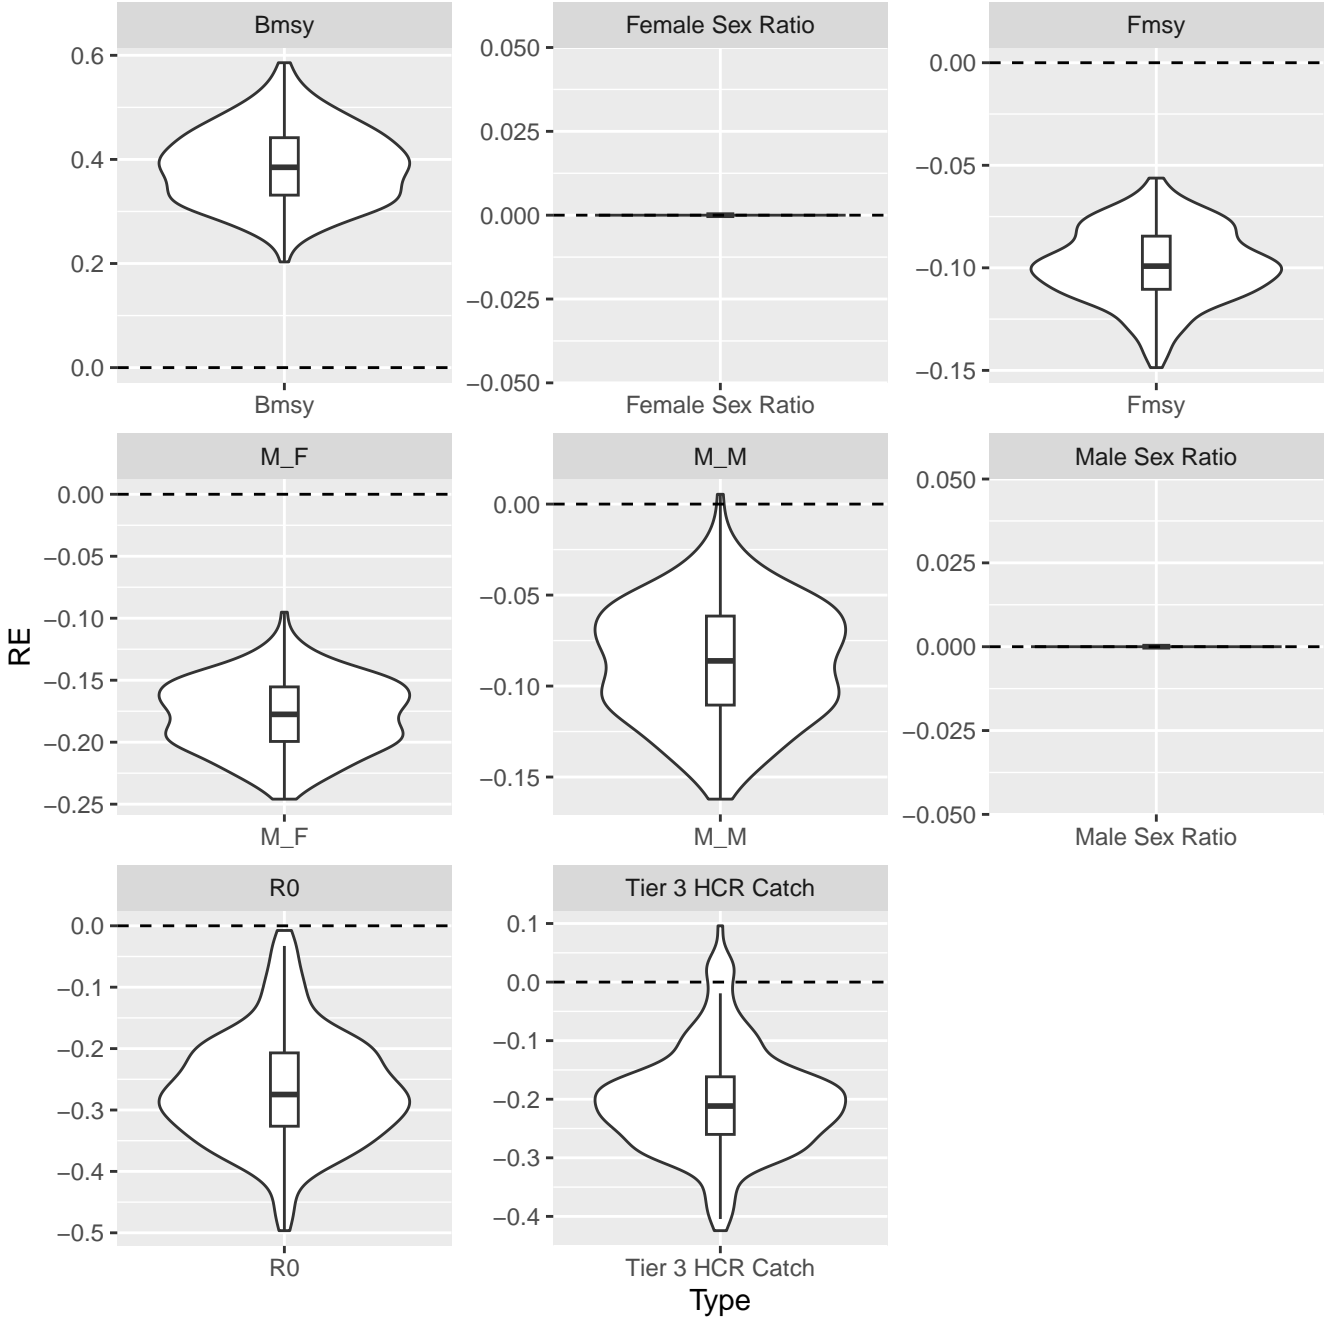 Bmsy
Female Sex Ratio
Fmsy
0.6
0.4
0.2
0.0
0.050
0.025
0.000
−0.025
−0.050
0.00
−0.05
−0.10
−0.15
Bmsy
Female Sex Ratio
Fmsy
M_F
M_M
Male Sex Ratio
0.00
−0.05
−0.10
−0.15
−0.20
−0.25
0.00
−0.05
−0.10
−0.15
0.050
0.025
0.000
−0.025
−0.050
M_F
M_M
Male Sex Ratio
RE
R0
Tier 3 HCR Catch
0.0
−0.1
−0.2
−0.3
−0.4
−0.5
0.1
0.0
−0.1
−0.2
−0.3
−0.4
R0
Tier 3 HCR Catch
Type